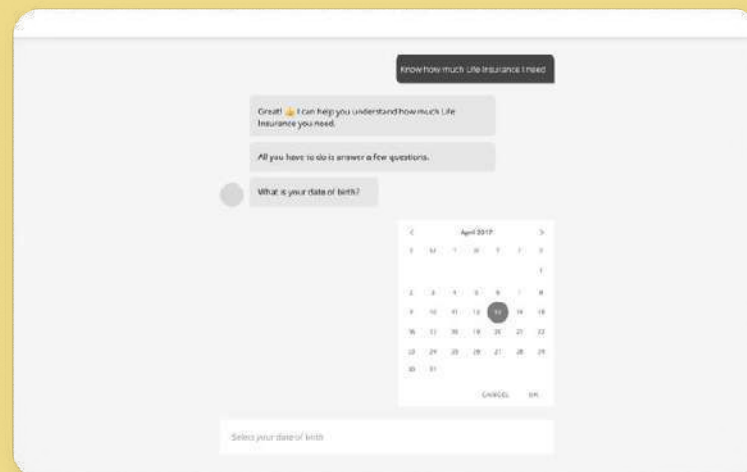 Know how much Life Insurance I need
Great! 👍 I can help you understand how much Life
Insurance you need.
All you have to do is answer a few questions.
What is your date of birth?
< April 2017 >
S M T W T F S
1
2 3 4 5 6 7 8
9 10 11 12 13 14 15
16 17 18 19 20 21 22
23 24 25 26 27 28 29
30 31
CANCEL OK
Select your date of birth